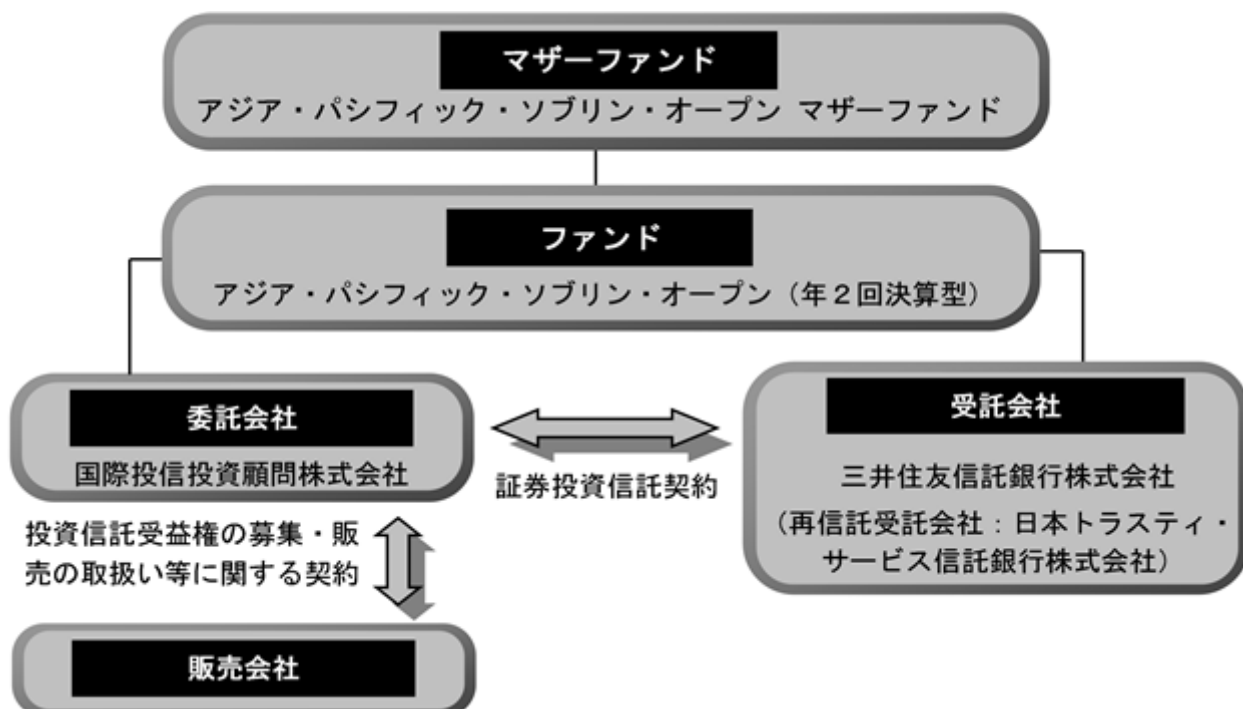 マザーファンド
アジア・パシフィック・ソブリン・オープン マザーファンド
ファンド
アジア・パシフィック・ソブリン・オープン（年２回決算型）
委託会社
国際投信投資顧問株式会社
証券投資信託契約
受託会社
三井住友信託銀行株式会社
（再信託受託会社：日本トラスティ・
サービス信託銀行株式会社）
投資信託受益権の募集・販
売の取扱い等に関する契約
販売会社